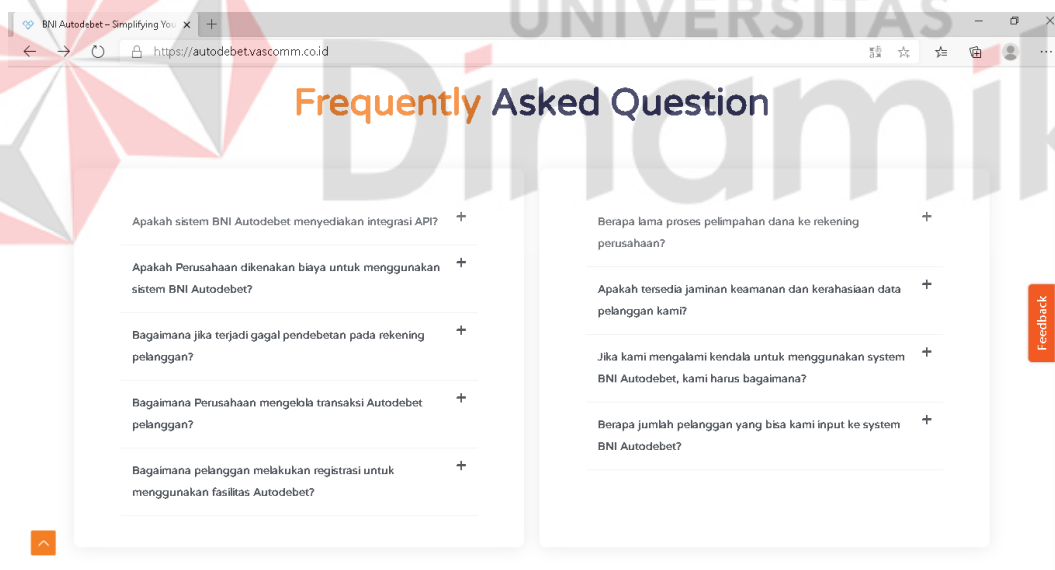 UNIVERSITAS
BNI Autodebet – Simplifying You
https://autodebet.vascomm.co.id
Dinamik
Frequently Asked Question
Apakah sistem BNI Autodebet menyediakan integrasi API?
Apakah Perusahaan dikenakan biaya untuk menggunakan
sistem BNI Autodebet?
Bagaimana jika terjadi gagal pendebetan pada rekening
pelanggan?
Bagaimana Perusahaan mengelola transaksi Autodebet
pelanggan?
Bagaimana pelanggan melakukan registrasi untuk
menggunakan fasilitas Autodebet?
Berapa lama proses pelimpahan dana ke rekening
perusahaan?
Apakah tersedia jaminan keamanan dan kerahasiaan data
pelanggan kami?
Jika kami mengalami kendala untuk menggunakan system
BNI Autodebet, kami harus bagaimana?
Berapa jumlah pelanggan yang bisa kami input ke system
BNI Autodebet?
Feedback